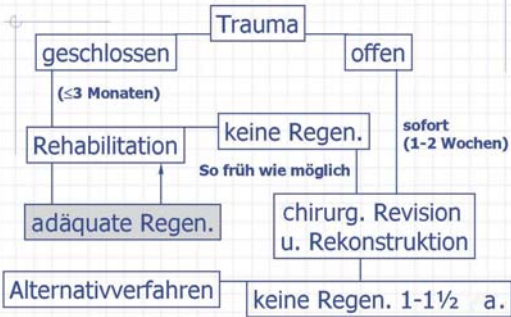 Trauma
geschlossen
offen
(≤3 Monaten)
keine Regen.
sofort
(1-2 Wochen)
Rehabilitation
So früh wie möglich
adäquate Regen.
chirurg. Revision
u. Rekonstruktion
Alternativverfahren
keine Regen. 1-1½ a.